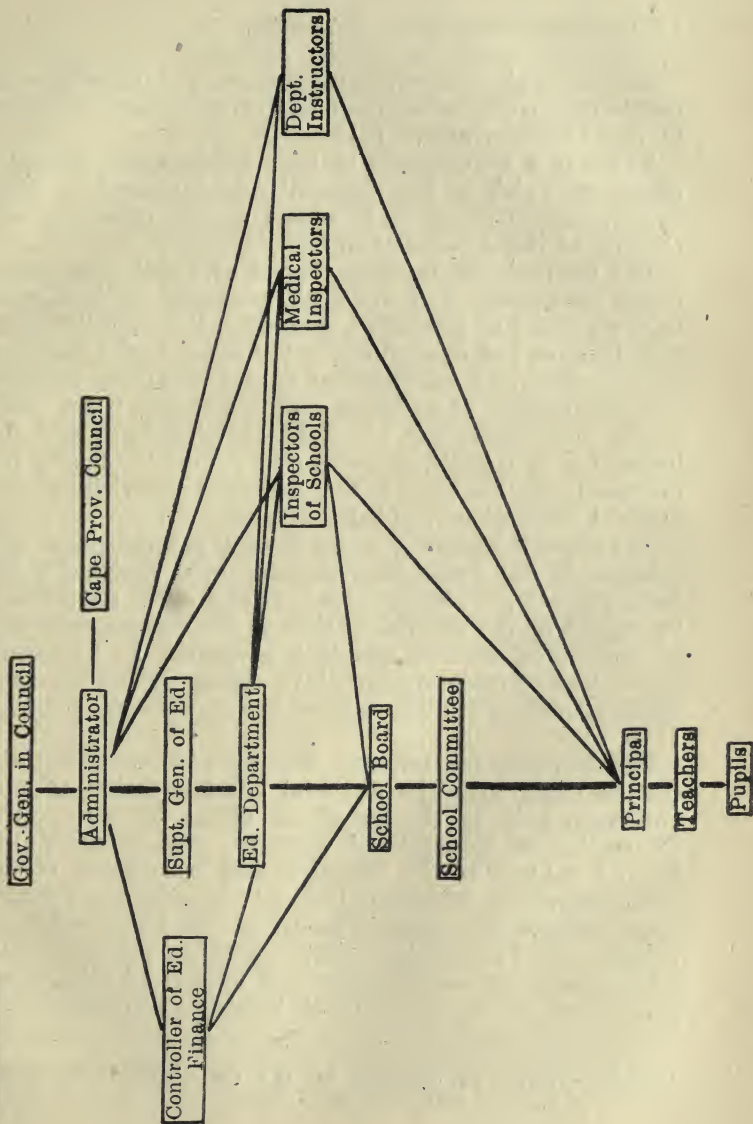 Gov.-Gen. in Council
Administrator
Cape Prov. Council
Supt. Gen. of Ed.
Controller of Ed.
Finance
Ed. Department
Inspectors
of Schools
Medical
Inspectors
Dept.
Instructors
School Board
School Committee
Principal
Teachers
Pupils